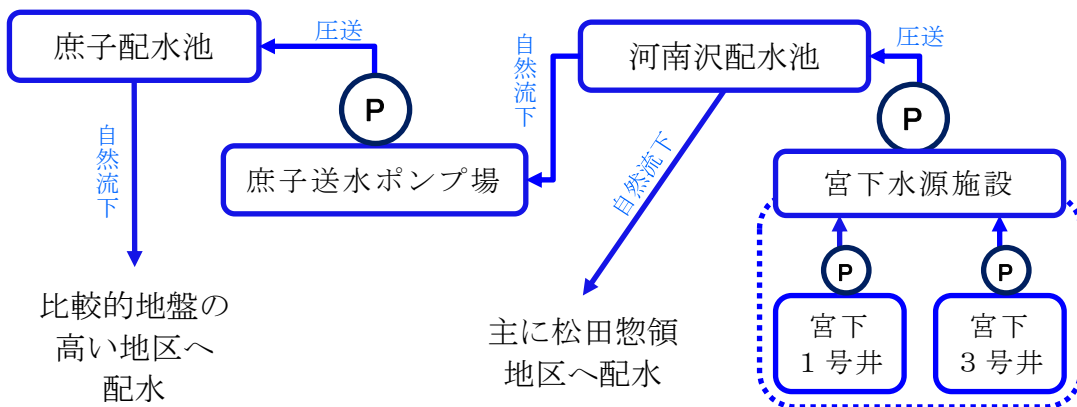 庶子配水池
圧送
P
自然流下
庶子送水ポンプ場
自然流下
比較的地盤の
高い地区へ
配水
河南沢配水池
圧送
P
自然流下
主に松田惣領
地区へ配水
宮下水源施設
P
P
宮下
1号井
宮下
3号井